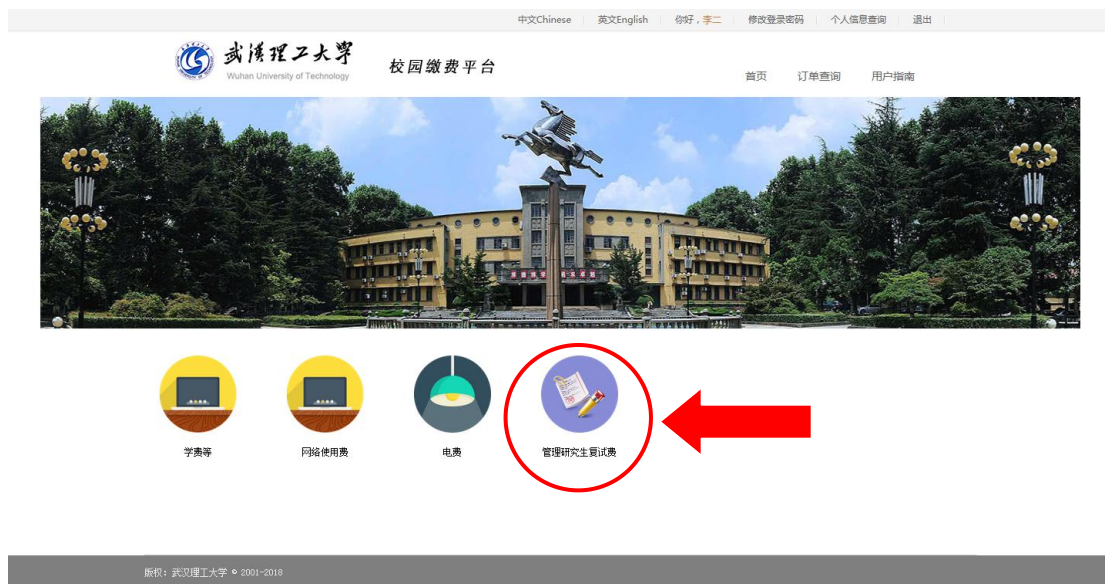 中文Chinese 英文English 你好，李二 修改登录密码 个人信息查询 退出
武漢理工大學
Wuhan University of Technology
校园缴费平台
首页 订单查询 用户指南
学费等 网络使用费 电费 管理研究生复试费
版权：武汉理工大学 © 2001-2018